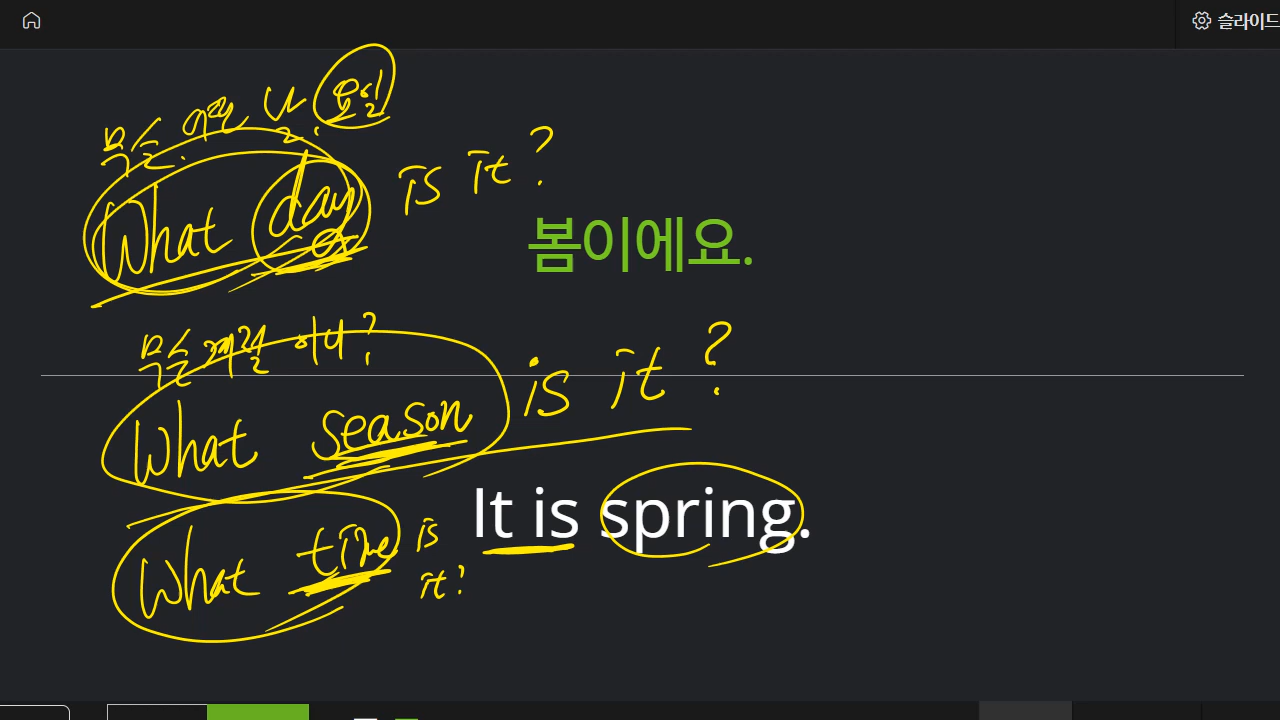 슬라이드
무슨. 어떤 날, 요일
What day is it?
봄이에요.
무슨 계절 이니?
What season is it?
It is spring.
What time is
it?